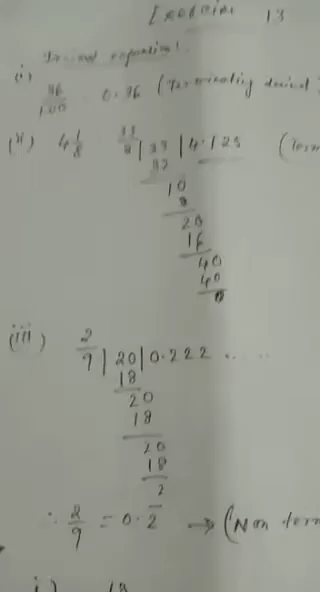 Exercise 13
Decimal expansions.
(i)
36
100 0.36 (Terminating decimal
(ii) 4 1/8 33/8 | 33 | 4.125 (Term
32
10
8
20
16
40
40
0
(iii) 2/9 | 20 | 0.222 .....
18
20
18
20
18
2
∴ 2/9 = 0.2̅ → (Non term